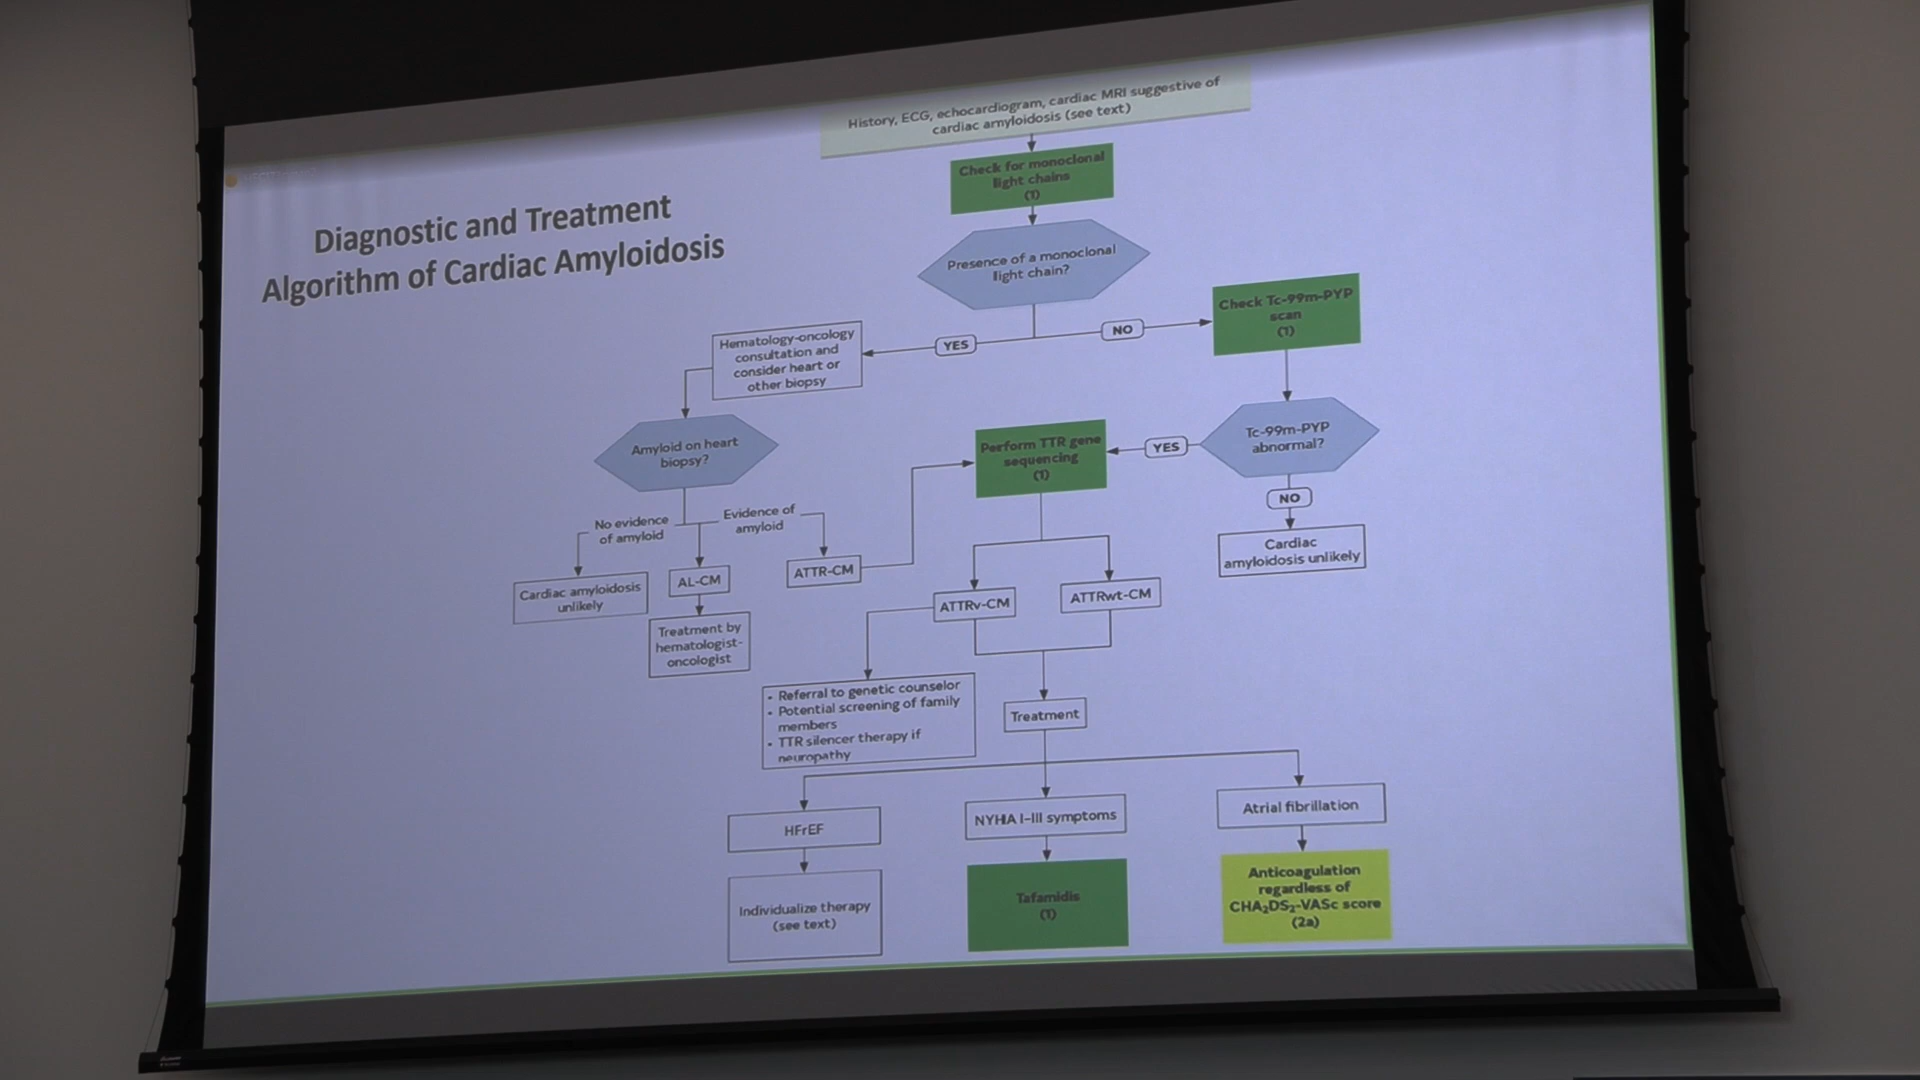 History, ECG, echocardiogram, cardiac MRI suggestive of
cardiac amyloidosis (see text)
Check for monoclonal
light chains
(1)
Diagnostic and Treatment
Algorithm of Cardiac Amyloidosis
Presence of a monoclonal
light chain?
YES
NO
Check Tc-99m-PYP
scan
(1)
Hematology-oncology
consultation and
consider heart or
other biopsy
Amyloid on heart
biopsy?
Perform TTR gene
sequencing
(1)
YES
Tc-99m-PYP
abnormal?
NO
Cardiac
amyloidosis unlikely
No evidence
of amyloid
Evidence of
amyloid
Cardiac amyloidosis
unlikely
AL-CM
ATTR-CM
Treatment by
hematologist-
oncologist
ATTRv-CM
ATTRwt-CM
- Referral to genetic counselor
- Potential screening of family
members
- TTR silencer therapy if
neuropathy
Treatment
HFrEF
NYHA I–III symptoms
Atrial fibrillation
Individualize therapy
(see text)
Tafamidis
(1)
Anticoagulation
regardless of
CHA₂DS₂-VASc score
(2a)